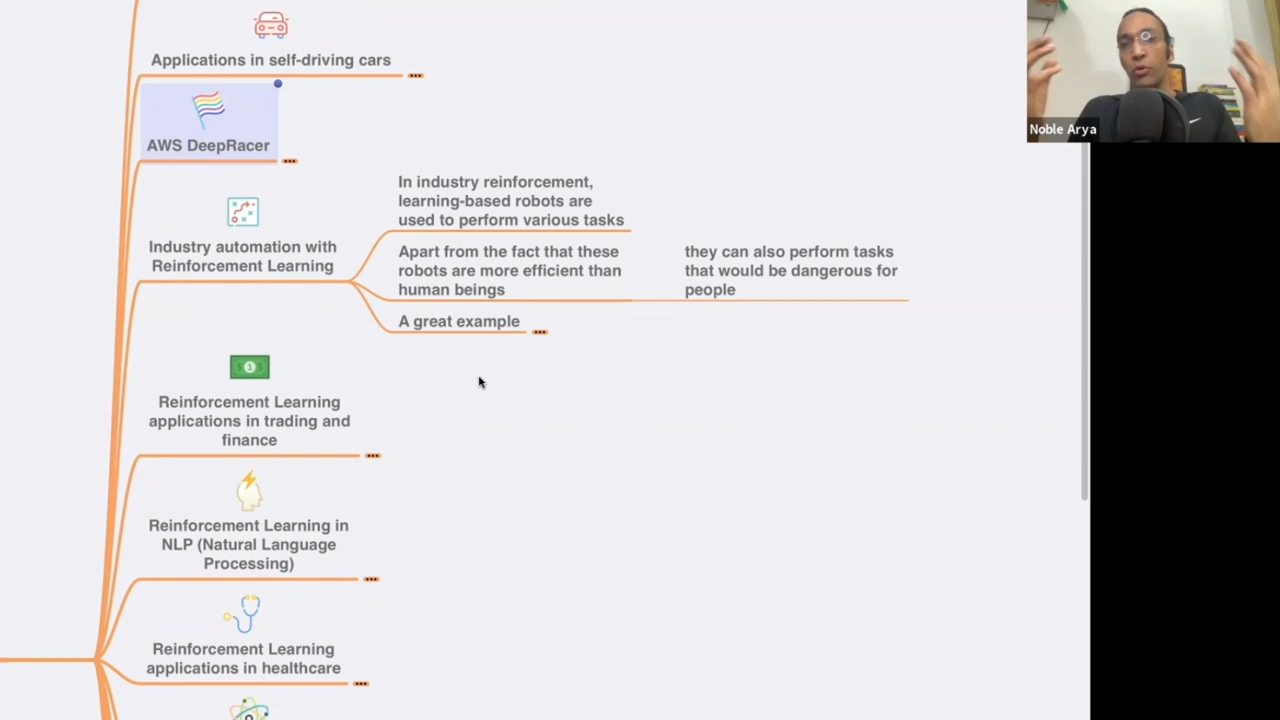 Applications in self-driving cars
AWS DeepRacer
Industry automation with
Reinforcement Learning
In industry reinforcement,
learning-based robots are
used to perform various tasks
Apart from the fact that these
robots are more efficient than
human beings
they can also perform tasks
that would be dangerous for
people
A great example
Reinforcement Learning
applications in trading and
finance
Reinforcement Learning in
NLP (Natural Language
Processing)
Reinforcement Learning
applications in healthcare
Noble Arya